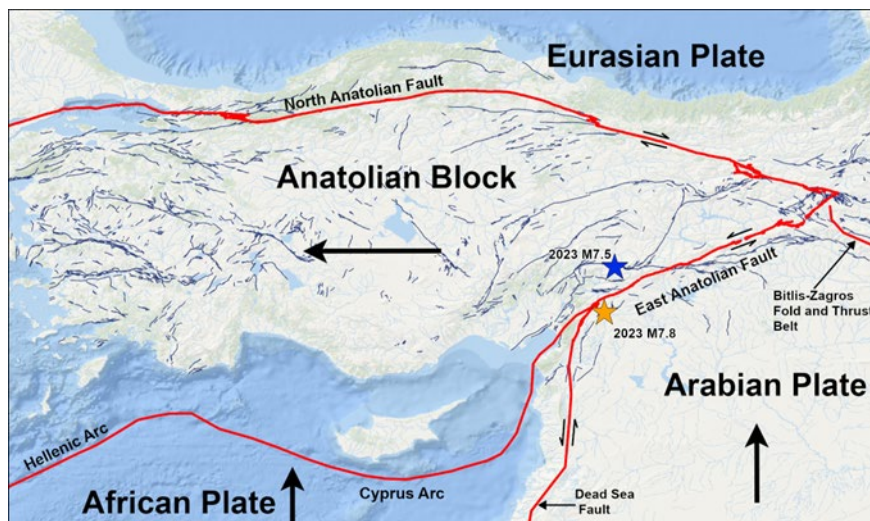 Eurasian Plate
North Anatolian Fault
Anatolian Block
2023 M7.5
East Anatolian Fault
2023 M7.8
Bitlis-Zagros
Fold and Thrust
Belt
Arabian Plate
Hellenic Arc
African Plate
Cyprus Arc
Dead Sea
Fault